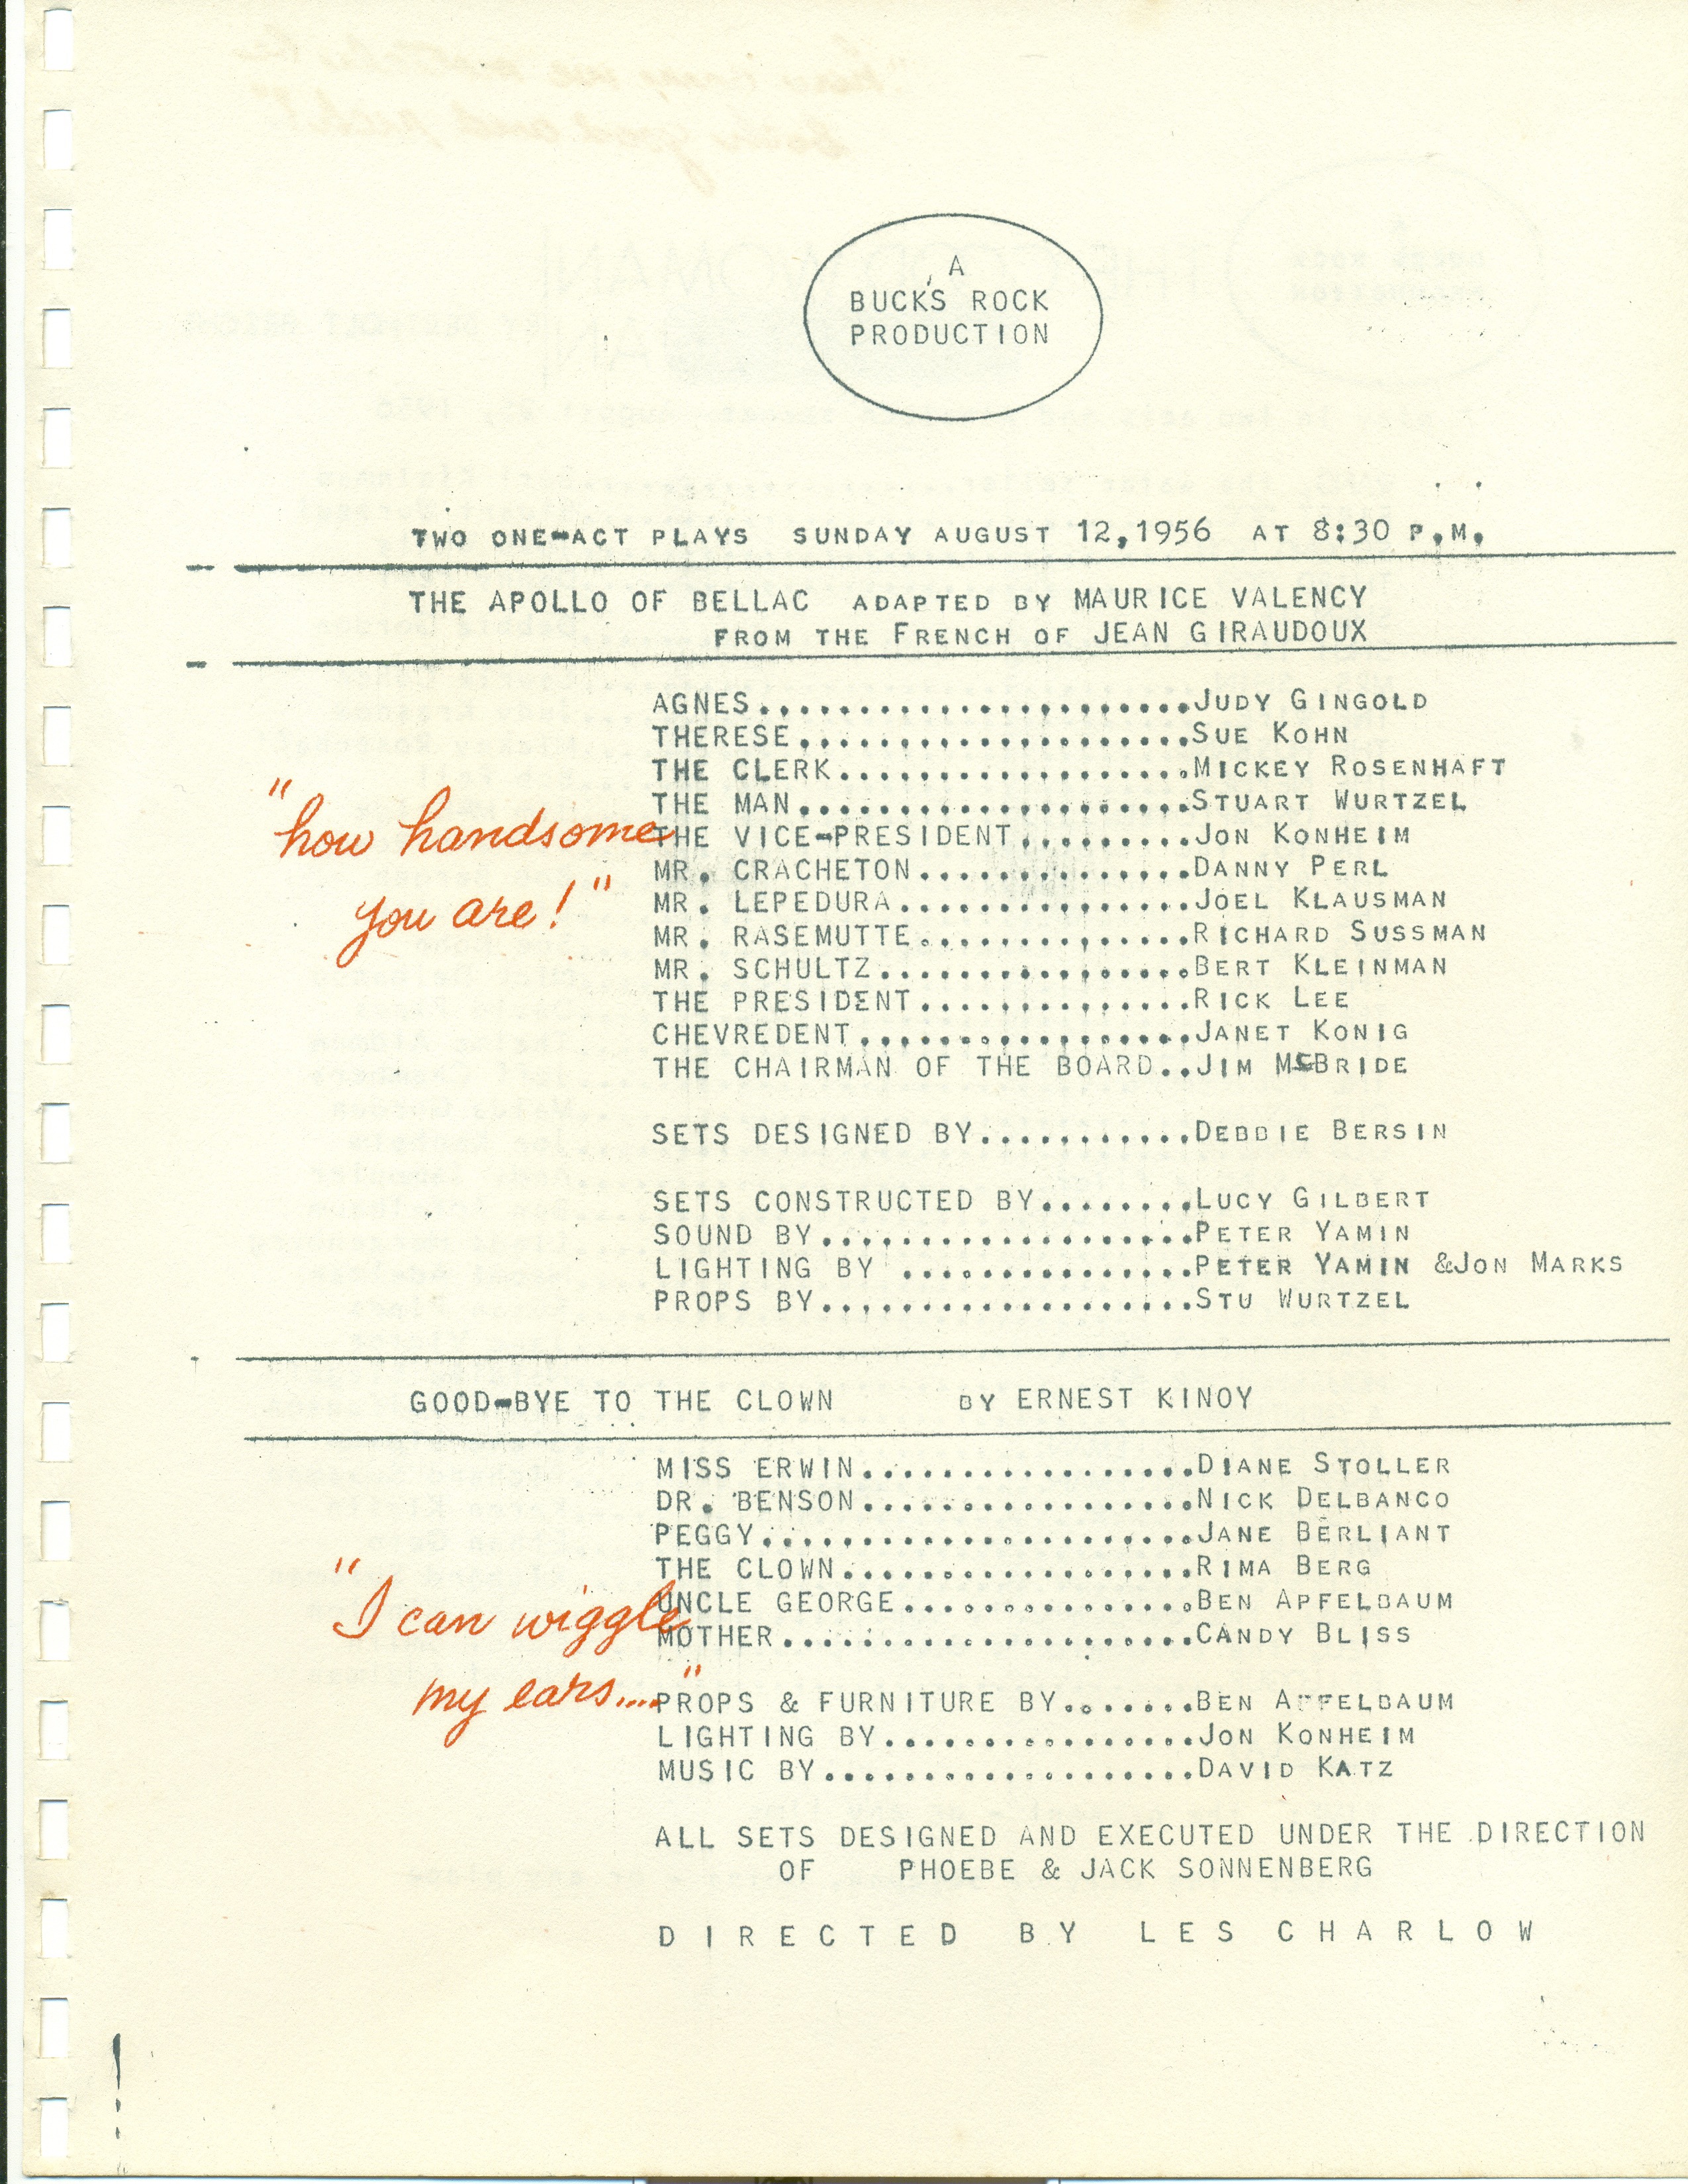 A
BUCK'S ROCK
PRODUCTION
TWO ONE-ACT PLAYS SUNDAY AUGUST 12,1956 AT 8:30 P.M.
THE APOLLO OF BELLAC ADAPTED BY MAURICE VALENCY
FROM THE FRENCH OF JEAN GIRAUDOUX
AGNES......................JUDY GINGOLD
THERESE....................SUE KOHN
THE CLERK..................MICKEY ROSENHAFT
THE MAN....................STUART WURTZEL
"how handsome
THE VICE-PRESIDENT.........JON KONHEIM
MR. CRACHETON..............DANNY PERL
you are!"
MR. LEPEDURA...............JOEL KLAUSMAN
MR. RASEMUTTE..............RICHARD SUSSMAN
MR. SCHULTZ................BERT KLEINMAN
THE PRESIDENT..............RICK LEE
CHEVREDENT.................JANET KONIG
THE CHAIRMAN OF THE BOARD..JIM MCBRIDE
SETS DESIGNED BY...........DEBBIE BERSIN
SETS CONSTRUCTED BY........LUCY GILBERT
SOUND BY...................PETER YAMIN
LIGHTING BY ...............PETER YAMIN &JON MARKS
PROPS BY...................STU WURTZEL
GOOD-BYE TO THE CLOWN BY ERNEST KINOY
MISS ERWIN.................DIANE STOLLER
DR. BENSON.................NICK DELBANCO
PEGGY......................JANE BERLIANT
THE CLOWN..................RIMA BERG
"I can wiggle
UNCLE GEORGE...............BEN APFELBAUM
MOTHER.....................CANDY BLISS
my ears...."
PROPS & FURNITURE BY.......BEN APFELBAUM
LIGHTING BY................JON KONHEIM
MUSIC BY...................DAVID KATZ
ALL SETS DESIGNED AND EXECUTED UNDER THE DIRECTION
OF PHOEBE & JACK SONNENBERG
DIRECTED BY LES CHARLOW